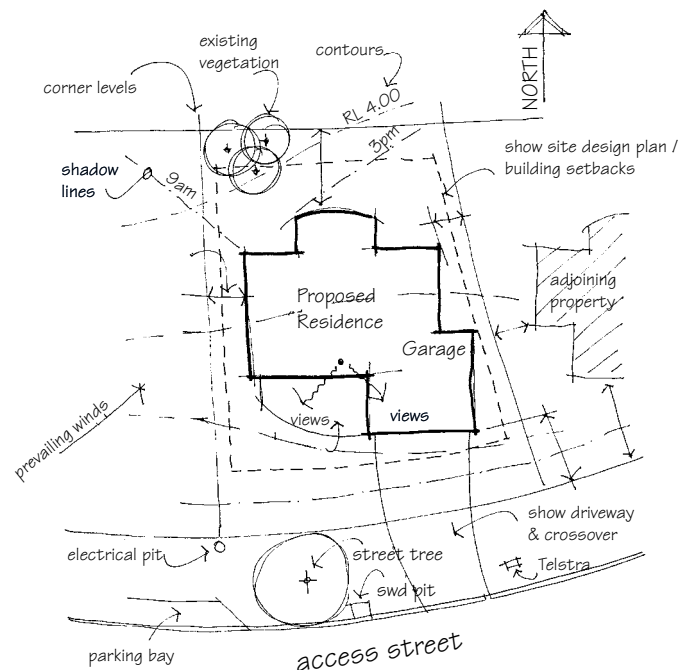 existing
vegetation
contours
NORTH
corner levels
RL 4.00
3pm
show site design plan /
building setbacks
shadow
lines
9am
adjoining
property
Proposed
Residence
Garage
views
views
prevailing winds
show driveway
& crossover
electrical pit
street tree
Telstra
swd pit
parking bay
access street